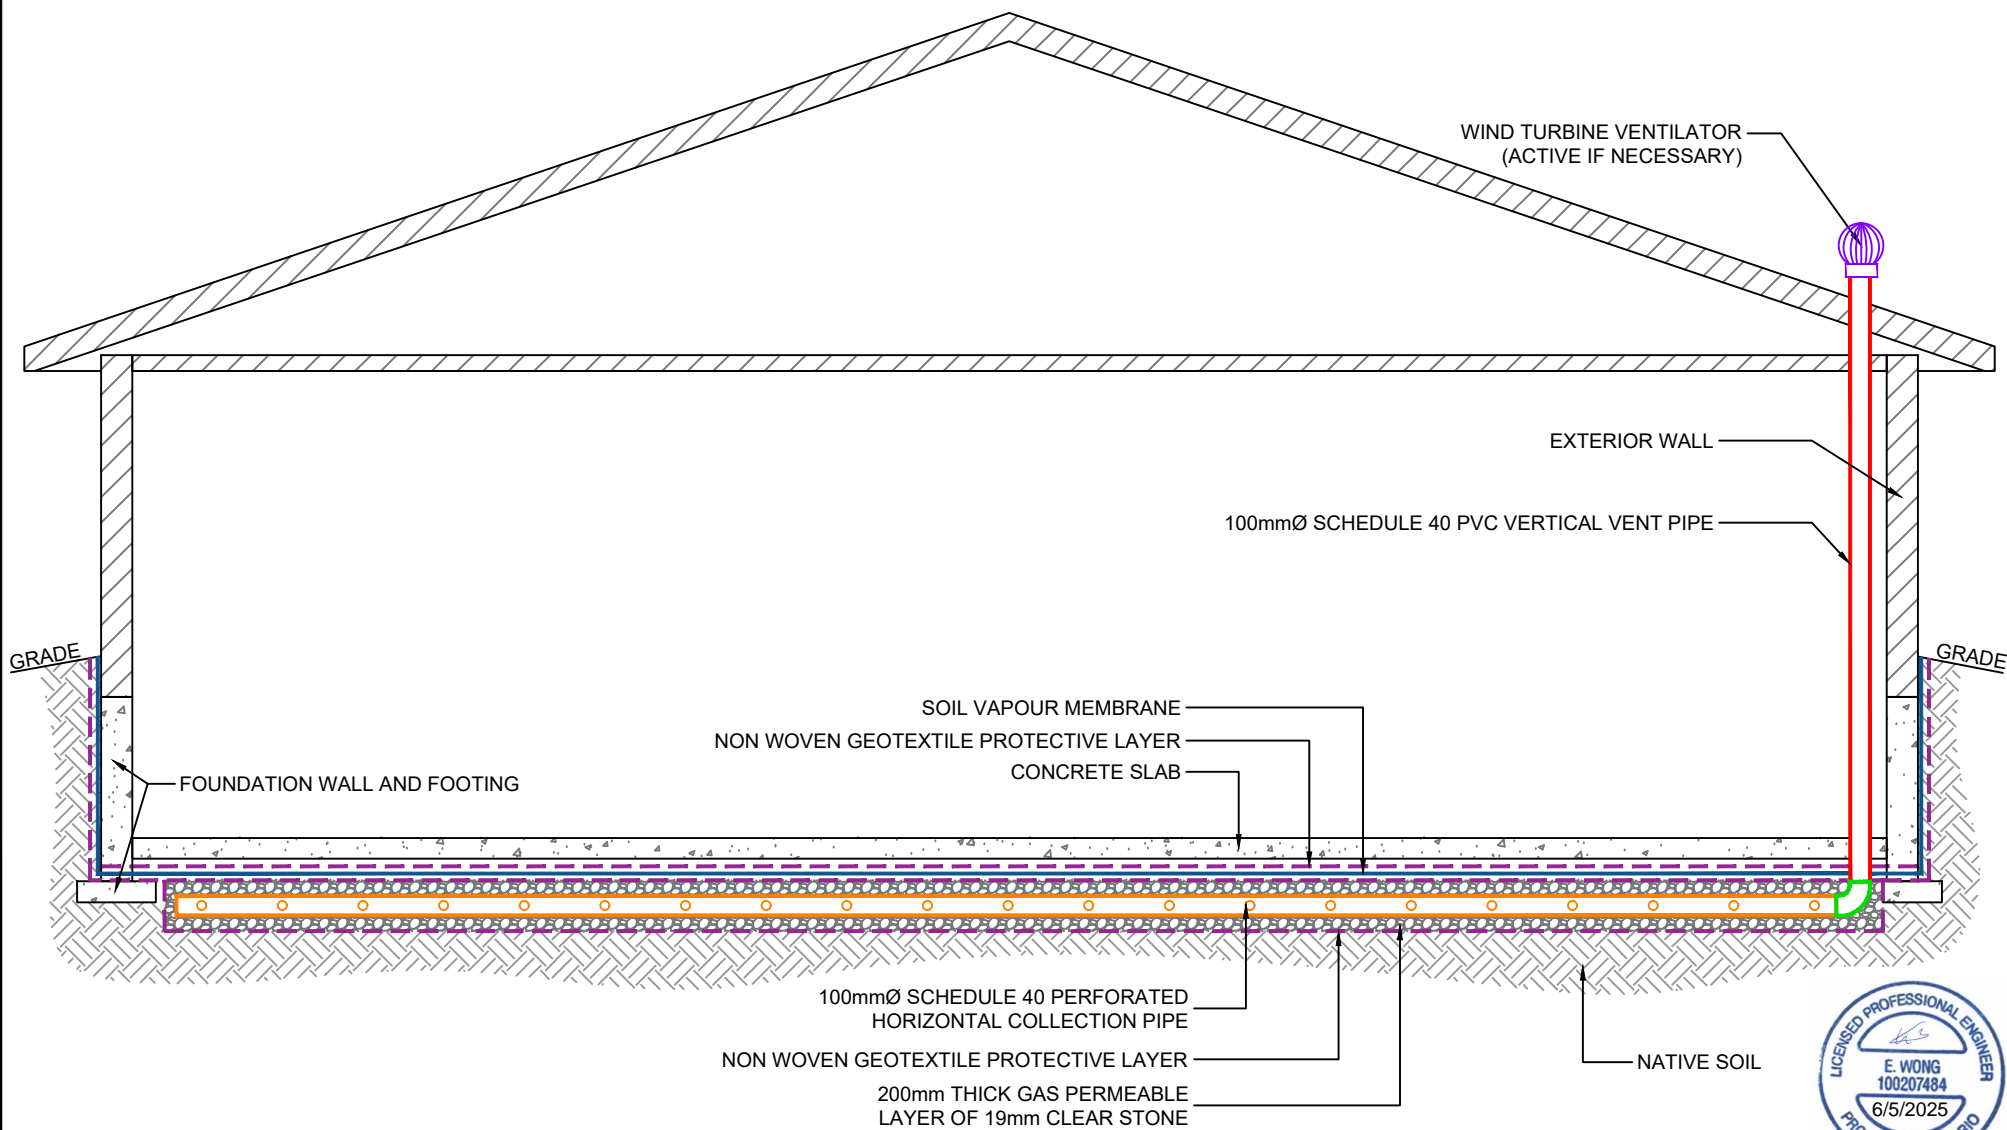 WIND TURBINE VENTILATOR
(ACTIVE IF NECESSARY)
EXTERIOR WALL
100mmØ SCHEDULE 40 PVC VERTICAL VENT PIPE
GRADE
GRADE
SOIL VAPOUR MEMBRANE
NON WOVEN GEOTEXTILE PROTECTIVE LAYER
CONCRETE SLAB
FOUNDATION WALL AND FOOTING
100mmØ SCHEDULE 40 PERFORATED
HORIZONTAL COLLECTION PIPE
NON WOVEN GEOTEXTILE PROTECTIVE LAYER
200mm THICK GAS PERMEABLE
LAYER OF 19mm CLEAR STONE
NATIVE SOIL
LICENSED PROFESSIONAL ENGINEER
E. WONG
100207484
6/5/2025